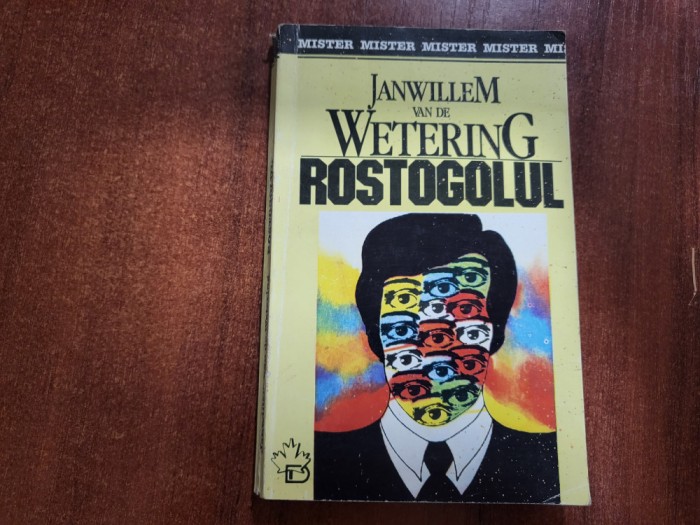 MISTER MISTER MISTER MISTER MI
JANWILLEM
VAN DE
WETERING
ROSTOGOLUL